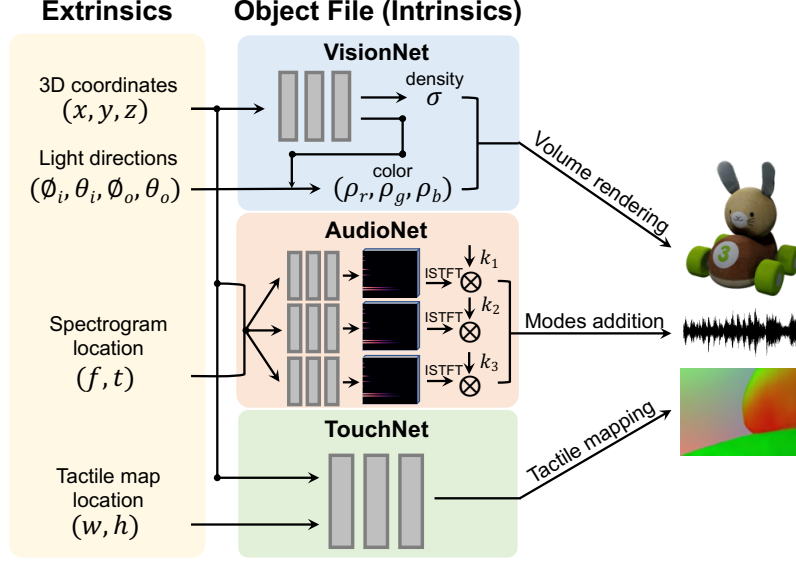 Extrinsics
Object File (Intrinsics)
VisionNet
3D coordinates
(x, y, z)
density
σ
Light directions
(∅i, θi, ∅o, θo)
color
(ρr, ρg, ρb)
Volume rendering
3
AudioNet
ISTFT
k1
ISTFT
k2
ISTFT
k3
Modes addition
Spectrogram
location
(f, t)
TouchNet
Tactile map
location
(w, h)
Tactile mapping